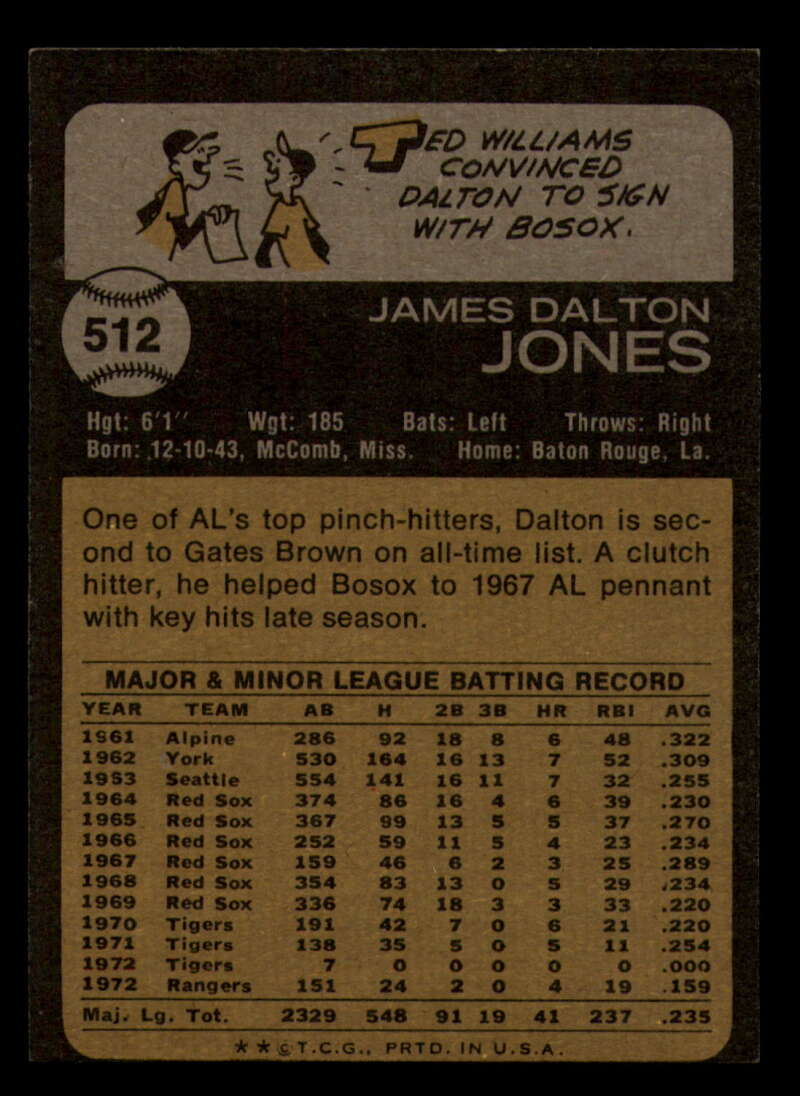 TED WILLIAMS
CONVINCED
DALTON TO SIGN
WITH BOSOX.
512
JAMES DALTON
JONES
Hgt: 6'1" Wgt: 185 Bats: Left Throws: Right
Born: 12-10-43, McComb, Miss. Home: Baton Rouge, La.
One of AL's top pinch-hitters, Dalton is sec-
ond to Gates Brown on all-time list. A clutch
hitter, he helped Bosox to 1967 AL pennant
with key hits late season.
MAJOR & MINOR LEAGUE BATTING RECORD
YEAR TEAM AB H 2B 3B HR RBI AVG
1961 Alpine 286 92 18 8 6 48 .322
1962 York 530 164 16 13 7 52 .309
1963 Seattle 554 141 16 11 7 32 .255
1964 Red Sox 374 86 16 4 6 39 .230
1965 Red Sox 367 99 13 5 5 37 .270
1966 Red Sox 252 59 11 5 4 23 .234
1967 Red Sox 159 46 6 2 3 25 .289
1968 Red Sox 354 83 13 0 5 29 .234
1969 Red Sox 336 74 18 3 3 33 .220
1970 Tigers 191 42 7 0 6 21 .220
1971 Tigers 138 35 5 0 5 11 .254
1972 Tigers 7 0 0 0 0 0 .000
1972 Rangers 151 24 2 0 4 19 .159
Maj. Lg. Tot. 2329 548 91 19 41 237 .235
* * © T.C.G., PRTD. IN U.S.A.